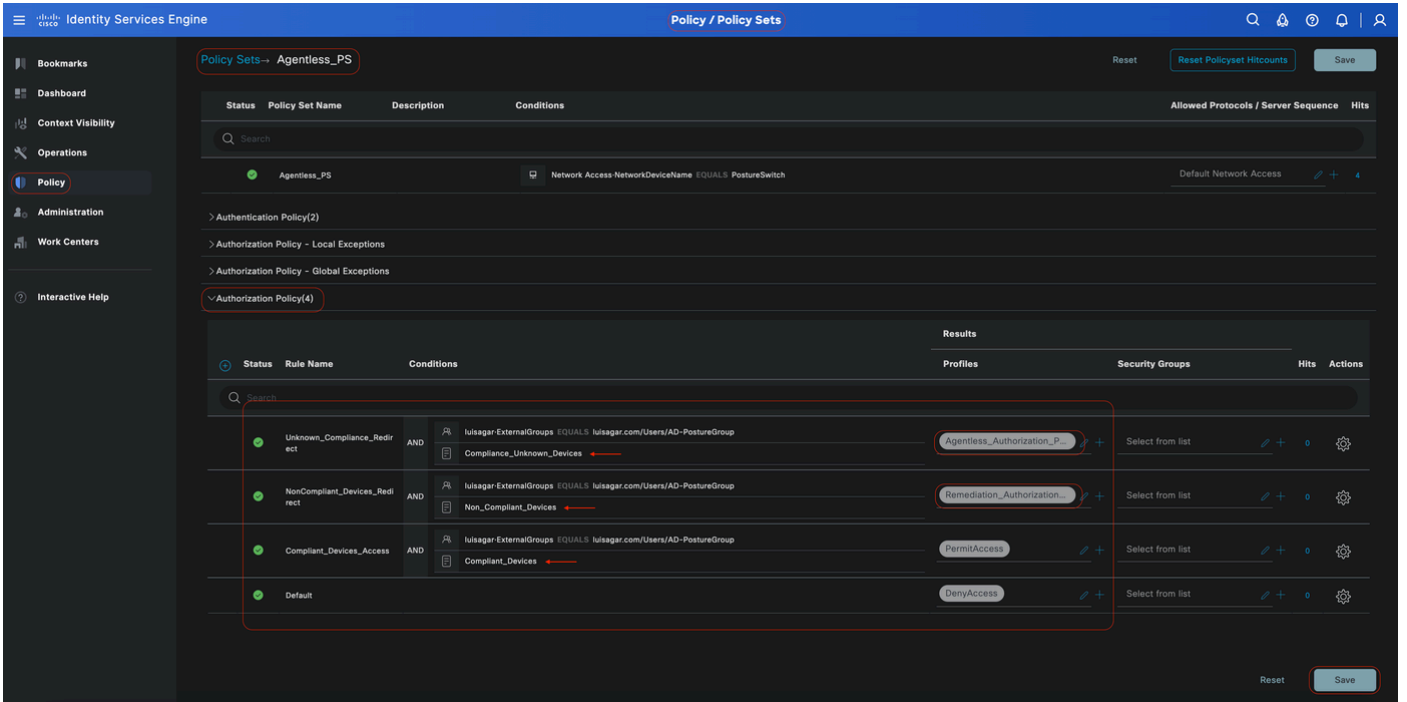 cisco Identity Services Engine
Policy / Policy Sets
Bookmarks
Dashboard
Context Visibility
Operations
Policy
Administration
Work Centers
Interactive Help
Policy Sets→ Agentless_PS
Reset
Reset Policyset Hitcounts
Save
Status Policy Set Name Description Conditions Allowed Protocols / Server Sequence Hits
Search
Agentless_PS Network Access·NetworkDeviceName EQUALS PostureSwitch Default Network Access 4
Authentication Policy(2)
Authorization Policy - Local Exceptions
Authorization Policy - Global Exceptions
Authorization Policy(4)
Results
Status Rule Name Conditions Profiles Security Groups Hits Actions
Search
Unknown_Compliance_Redir
ect
AND
luisagar·ExternalGroups EQUALS luisagar.com/Users/AD-PostureGroup
Compliance_Unknown_Devices
Agentless_Authorization_P...
Select from list
0
NonCompliant_Devices_Redi
rect
AND
luisagar·ExternalGroups EQUALS luisagar.com/Users/AD-PostureGroup
Non_Compliant_Devices
Remediation_Authorization...
Select from list
0
Compliant_Devices_Access
AND
luisagar·ExternalGroups EQUALS luisagar.com/Users/AD-PostureGroup
Compliant_Devices
PermitAccess
Select from list
0
Default
DenyAccess
Select from list
0
Reset
Save